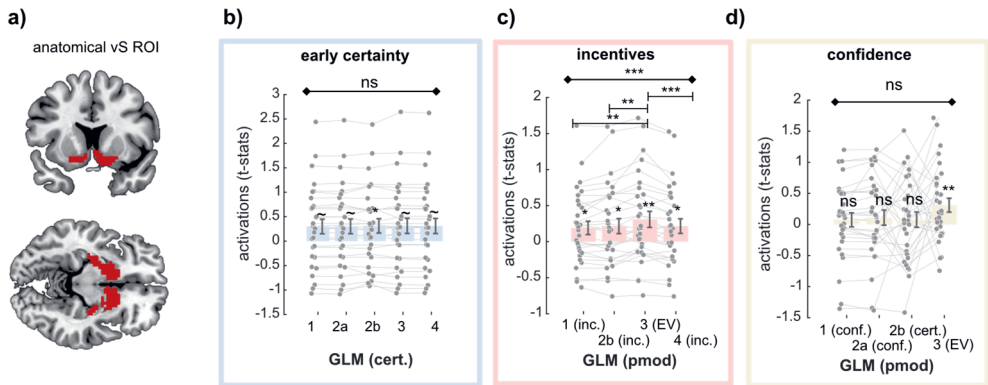 a)
anatomical vS ROI
b)
early certainty
ns
activations (t-stats)
3
2.5
2
1.5
1
0.5
0
-0.5
-1
-1.5
~ ~ * ~ ~
1 2a 2b 3 4
GLM (cert.)
c)
incentives
***
***
**
**
activations (t-stats)
2
1.5
1
0.5
0
-0.5
-1
* * ** *
1 (inc.) 3 (EV)
2b (inc.) 4 (inc.)
GLM (pmod)
d)
confidence
ns
activations (t-stats)
2
1.5
1
0.5
0
-0.5
-1
-1.5
ns ns ns **
1 (conf.) 2b (cert.)
2a (conf.) 3 (EV)
GLM (pmod)